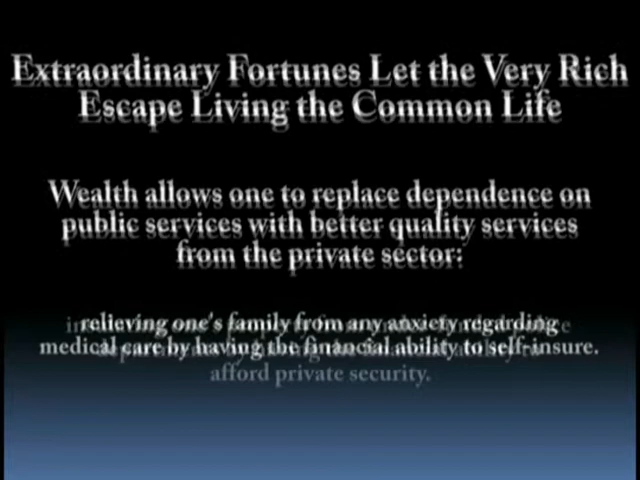 Extraordinary Fortunes Let the Very Rich
Escape Living the Common Life
Wealth allows one to replace dependence on
public services with better quality services
from the private sector:
relieving one's family from any anxiety regarding
medical care by having the financial ability to self-insure.
afford private security.